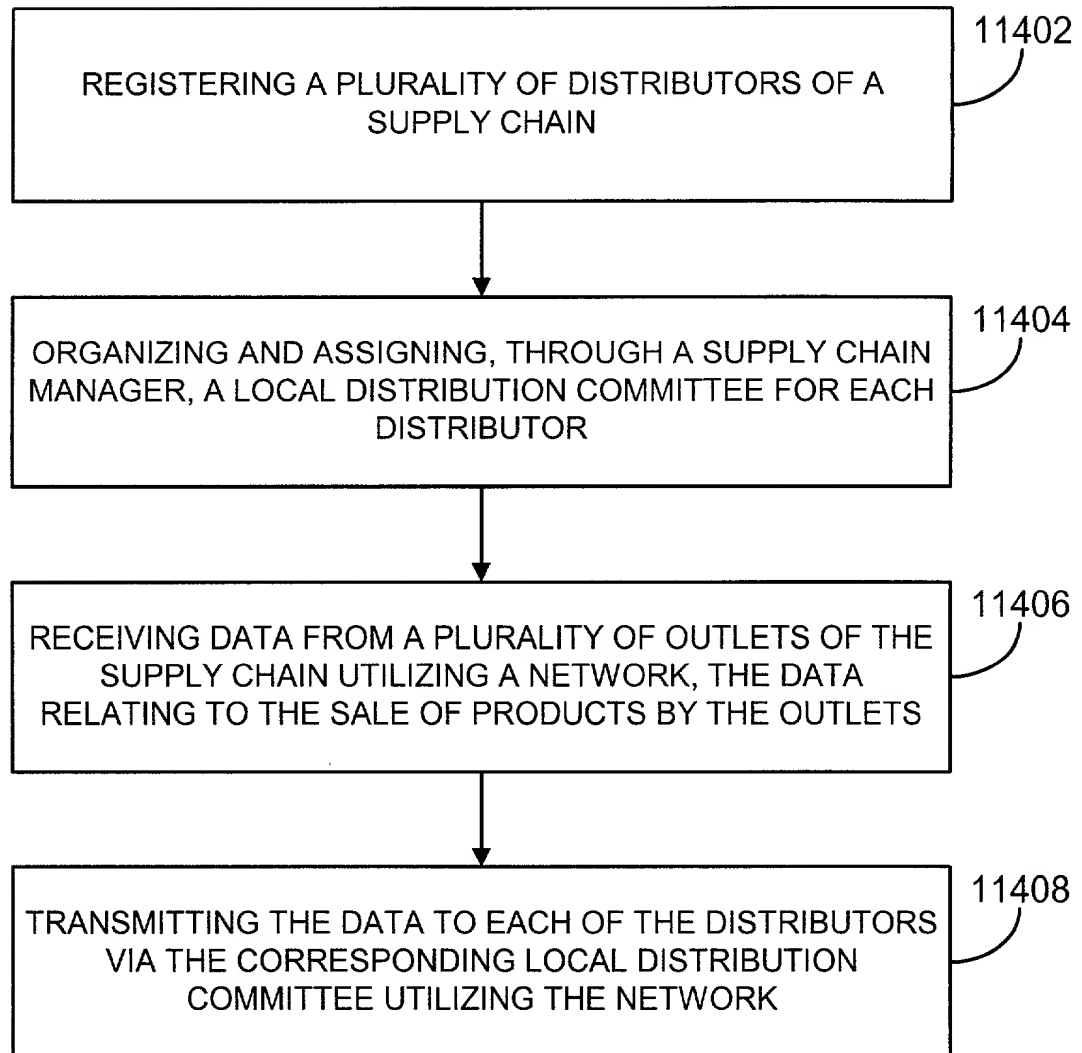 11402
REGISTERING A PLURALITY OF DISTRIBUTORS OF A
SUPPLY CHAIN
11404
ORGANIZING AND ASSIGNING, THROUGH A SUPPLY CHAIN
MANAGER, A LOCAL DISTRIBUTION COMMITTEE FOR EACH
DISTRIBUTOR
11406
RECEIVING DATA FROM A PLURALITY OF OUTLETS OF THE
SUPPLY CHAIN UTILIZING A NETWORK, THE DATA
RELATING TO THE SALE OF PRODUCTS BY THE OUTLETS
11408
TRANSMITTING THE DATA TO EACH OF THE DISTRIBUTORS
VIA THE CORRESPONDING LOCAL DISTRIBUTION
COMMITTEE UTILIZING THE NETWORK